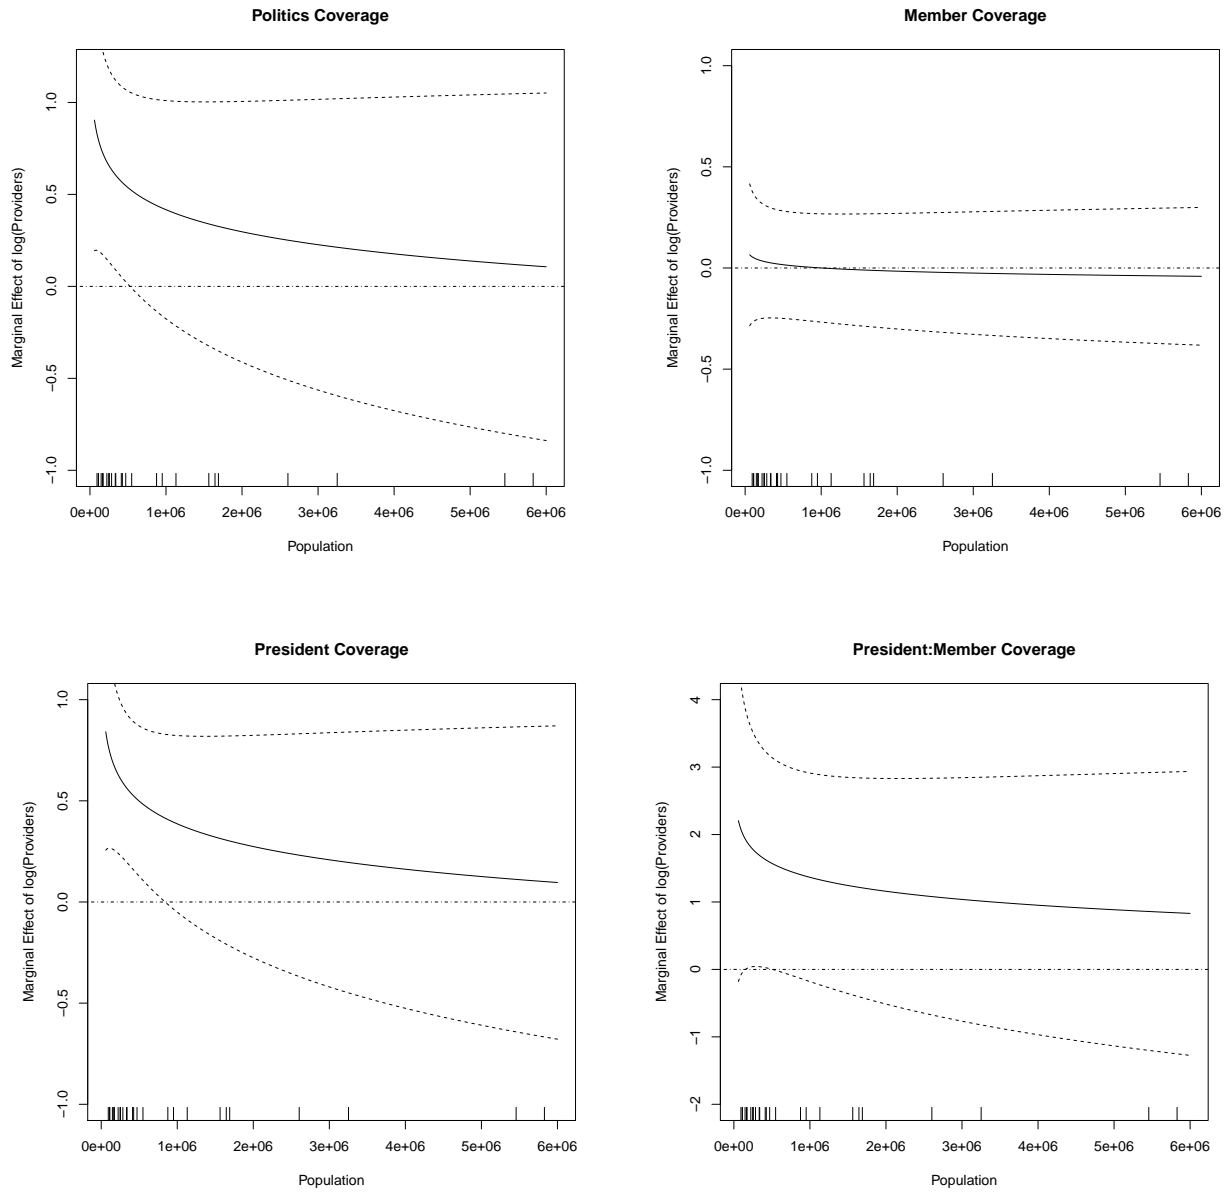 Politics Coverage
Marginal Effect of log(Providers)
1.0
0.5
0.0
−0.5
−1.0
0e+00 1e+06 2e+06 3e+06 4e+06 5e+06 6e+06
Population
Member Coverage
Marginal Effect of log(Providers)
1.0
0.5
0.0
−0.5
−1.0
0e+00 1e+06 2e+06 3e+06 4e+06 5e+06 6e+06
Population
President Coverage
Marginal Effect of log(Providers)
1.0
0.5
0.0
−0.5
−1.0
0e+00 1e+06 2e+06 3e+06 4e+06 5e+06 6e+06
Population
President:Member Coverage
Marginal Effect of log(Providers)
4
3
2
1
0
−1
−2
0e+00 1e+06 2e+06 3e+06 4e+06 5e+06 6e+06
Population